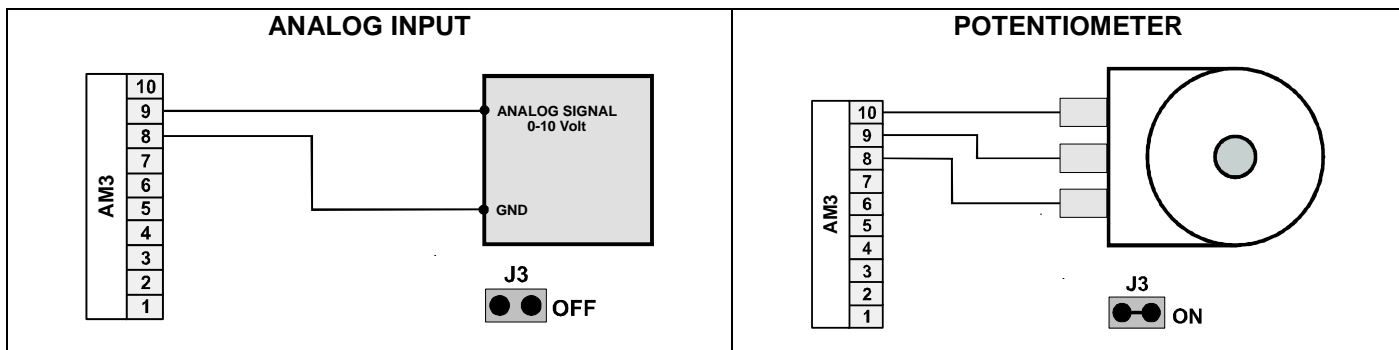 ANALOG INPUT
10
9
8
7
6
5
4
3
2
1
AM3
ANALOG SIGNAL
0-10 Volt
GND
J3
OFF
POTENTIOMETER
10
9
8
7
6
5
4
3
2
1
AM3
J3
ON